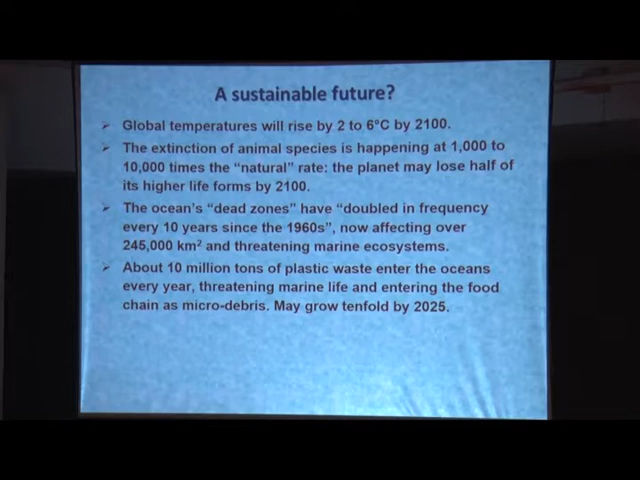 A sustainable future?
➢ Global temperatures will rise by 2 to 6°C by 2100.
➢ The extinction of animal species is happening at 1,000 to
10,000 times the “natural” rate: the planet may lose half of
its higher life forms by 2100.
➢ The ocean’s “dead zones” have “doubled in frequency
every 10 years since the 1960s”, now affecting over
245,000 km² and threatening marine ecosystems.
➢ About 10 million tons of plastic waste enter the oceans
every year, threatening marine life and entering the food
chain as micro-debris. May grow tenfold by 2025.